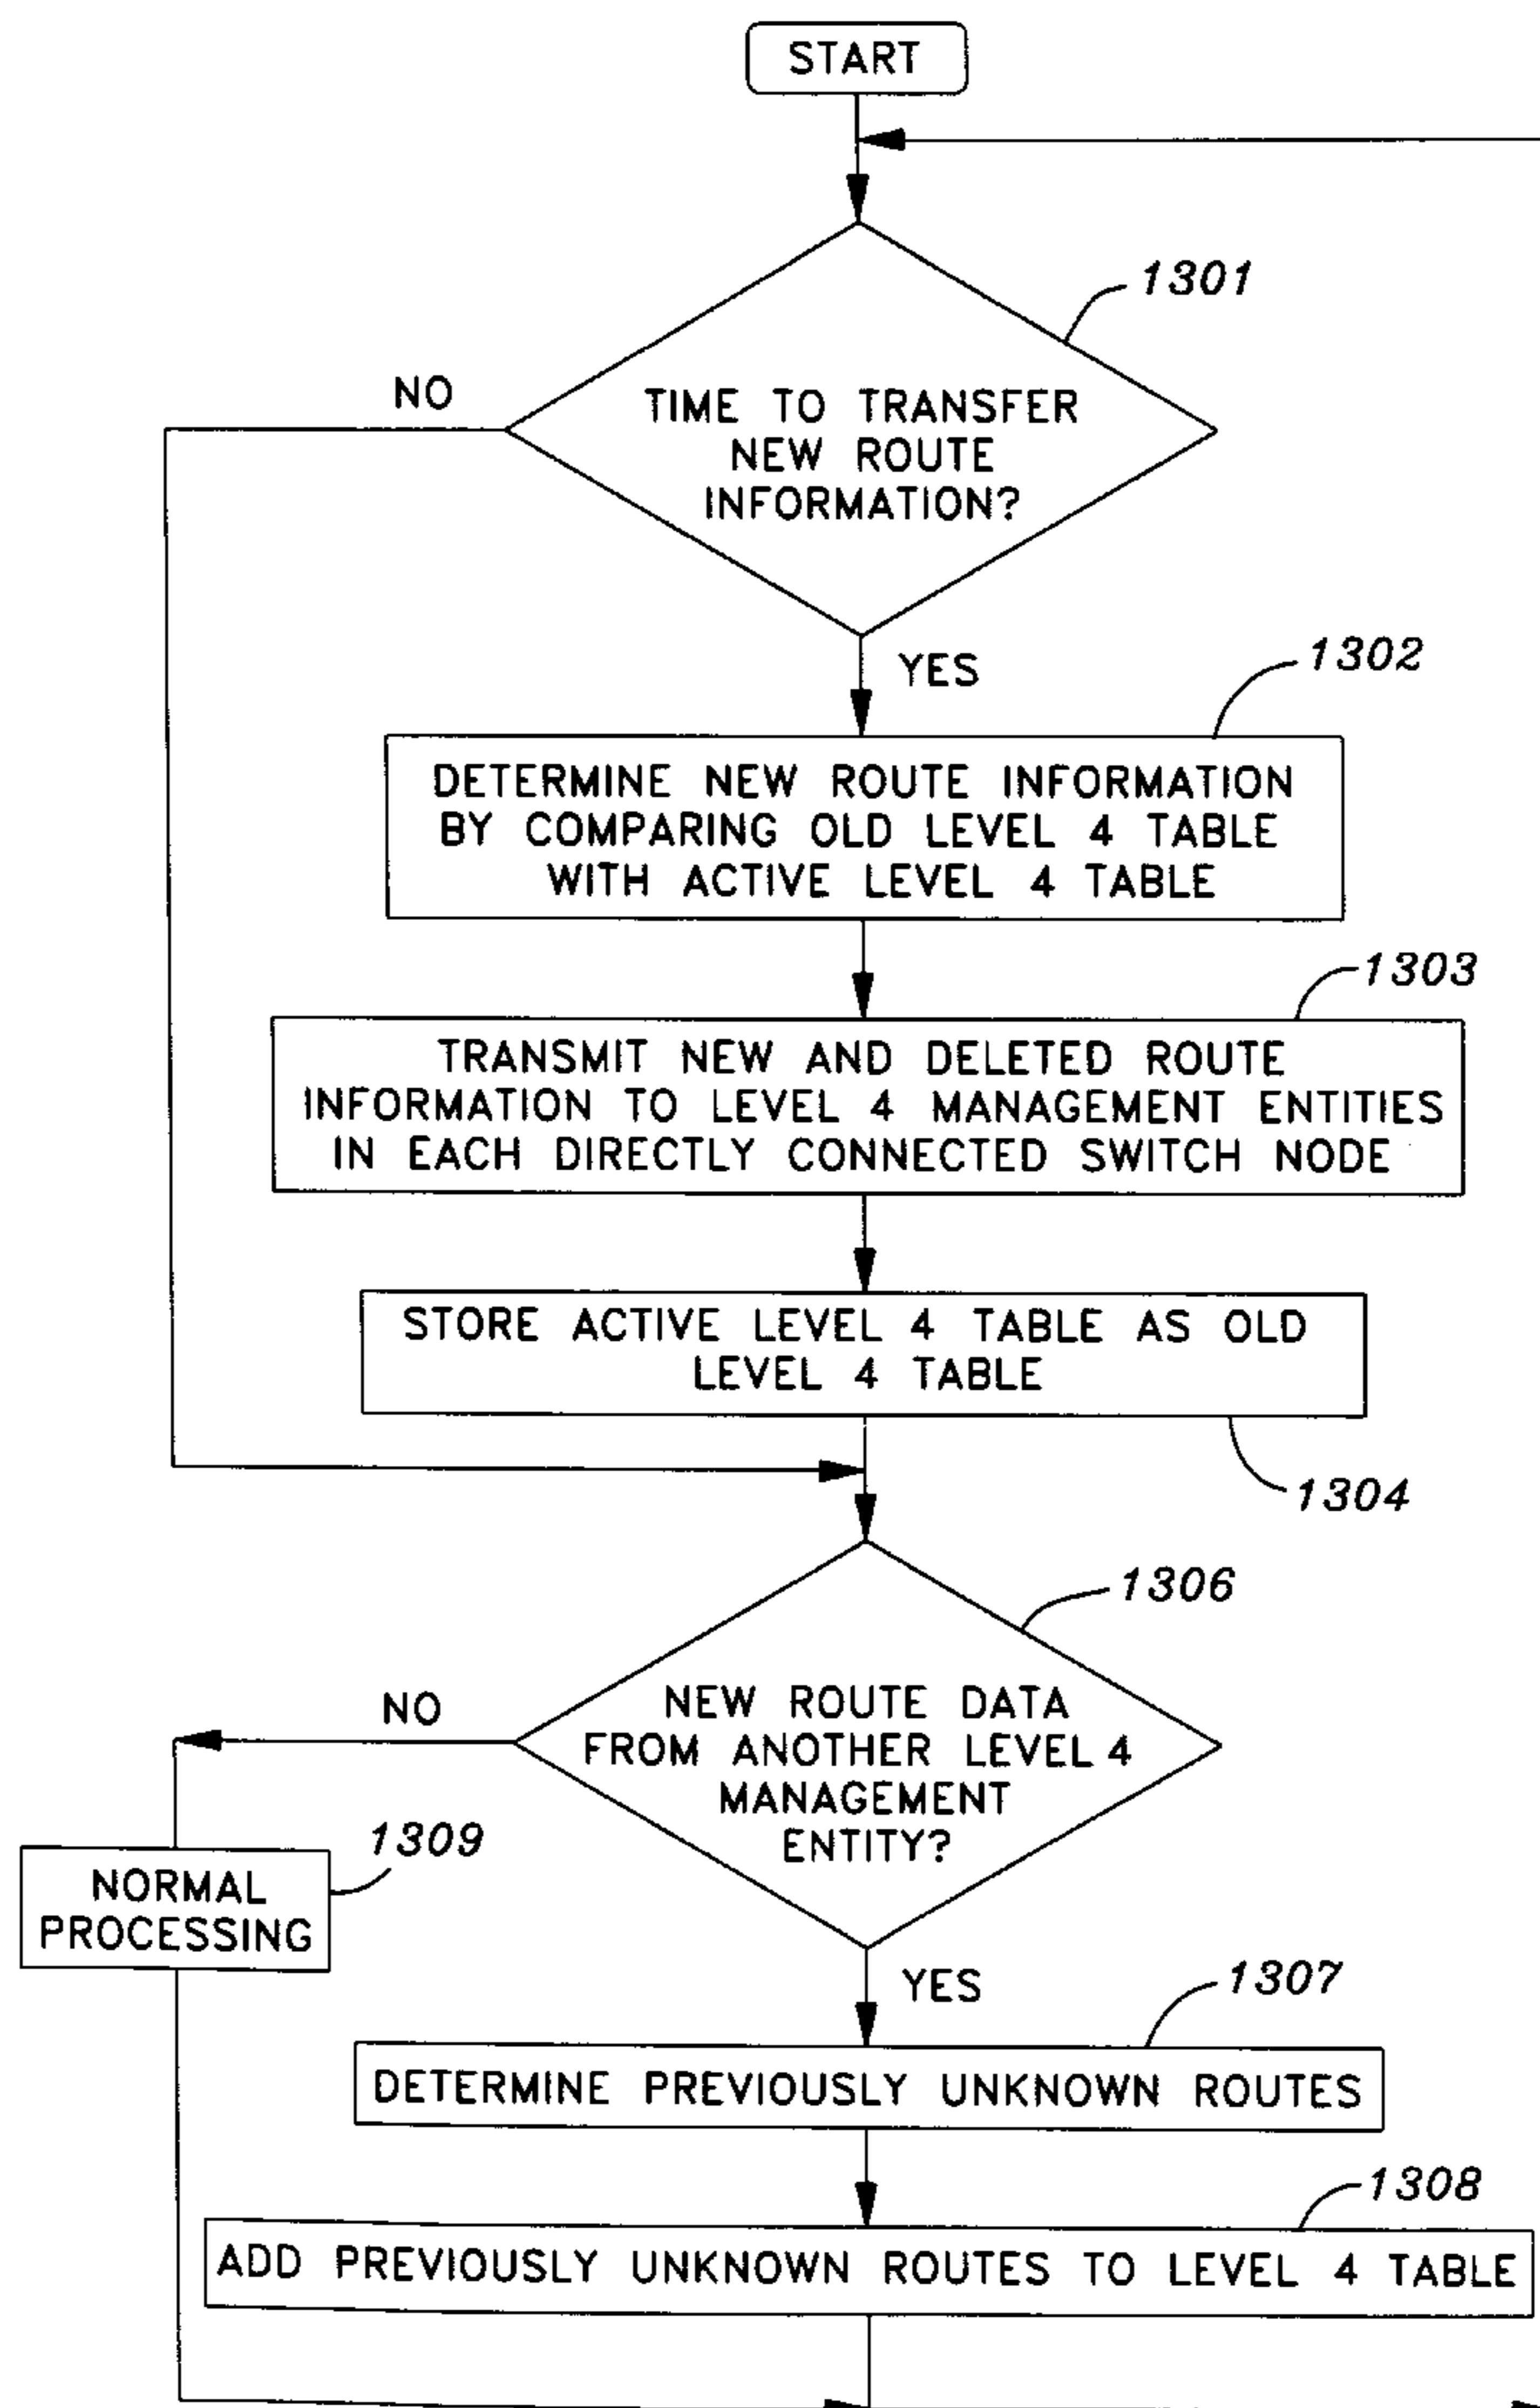 START
1301
NO
TIME TO TRANSFER
NEW ROUTE
INFORMATION?
YES
1302
DETERMINE NEW ROUTE INFORMATION
BY COMPARING OLD LEVEL 4 TABLE
WITH ACTIVE LEVEL 4 TABLE
1303
TRANSMIT NEW AND DELETED ROUTE
INFORMATION TO LEVEL 4 MANAGEMENT ENTITIES
IN EACH DIRECTLY CONNECTED SWITCH NODE
STORE ACTIVE LEVEL 4 TABLE AS OLD
LEVEL 4 TABLE
1304
1306
NO
NEW ROUTE DATA
FROM ANOTHER LEVEL 4
MANAGEMENT
ENTITY?
1309
NORMAL
PROCESSING
YES
1307
DETERMINE PREVIOUSLY UNKNOWN ROUTES
1308
ADD PREVIOUSLY UNKNOWN ROUTES TO LEVEL 4 TABLE